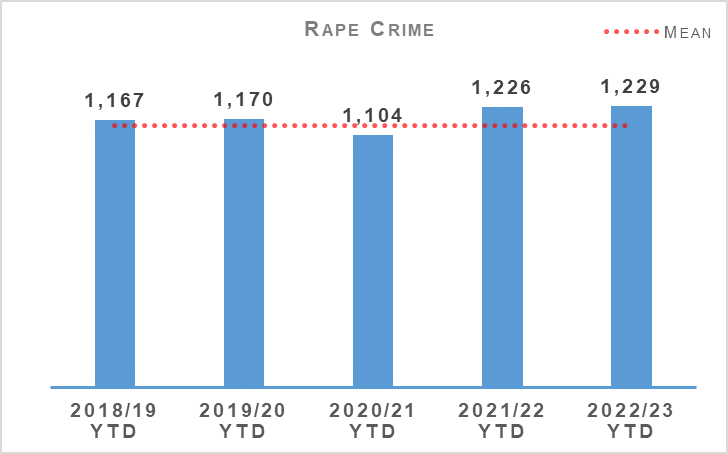 RAPE CRIME
MEAN
1,167
1,170
1,104
1,226
1,229
2018/19 YTD
2019/20 YTD
2020/21 YTD
2021/22 YTD
2022/23 YTD